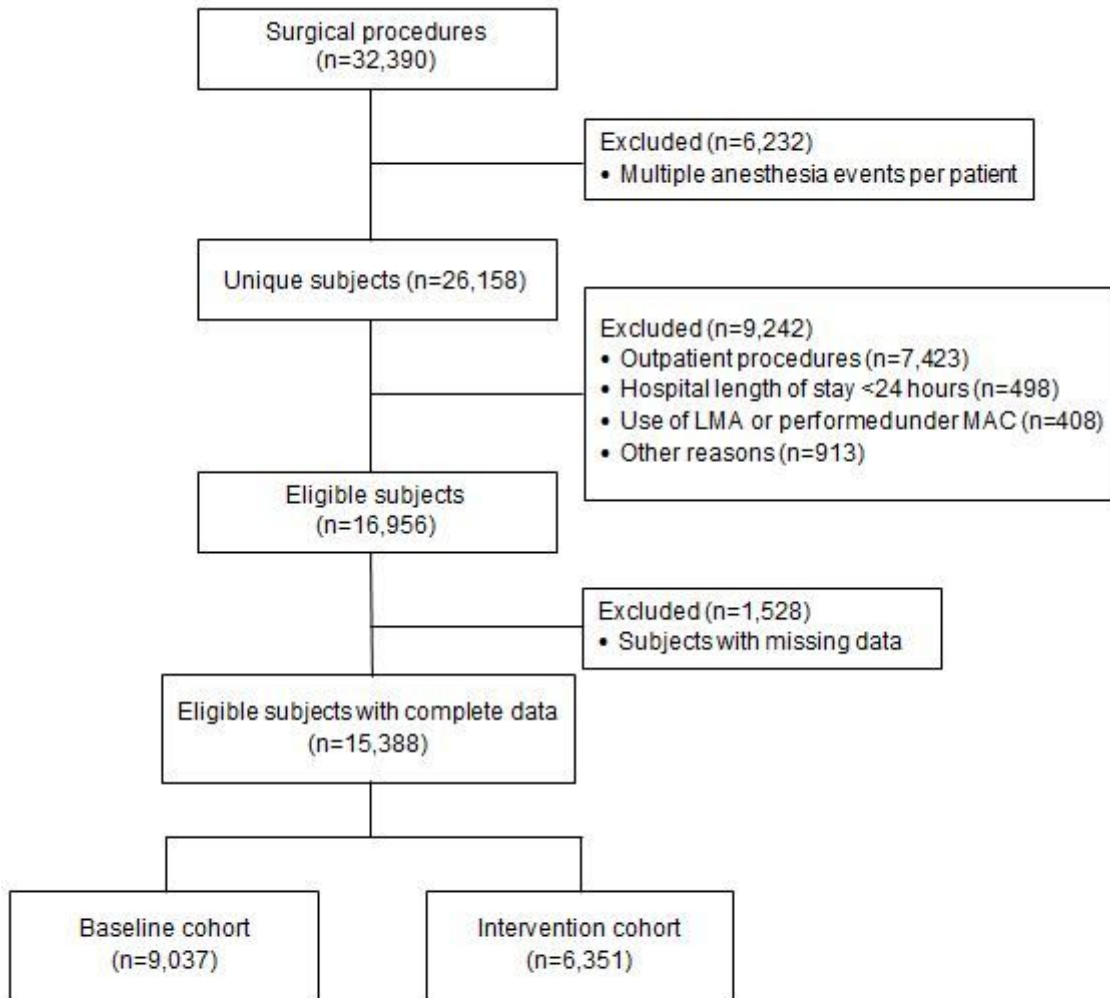 Surgical procedures
(n=32,390)
Excluded (n=6,232)
• Multiple anesthesia events per patient
Unique subjects (n=26,158)
Excluded (n=9,242)
• Outpatient procedures (n=7,423)
• Hospital length of stay <24 hours (n=498)
• Use of LMA or performed under MAC (n=408)
• Other reasons (n=913)
Eligible subjects
(n=16,956)
Excluded (n=1,528)
• Subjects with missing data
Eligible subjects with complete data
(n=15,388)
Baseline cohort
(n=9,037)
Intervention cohort
(n=6,351)